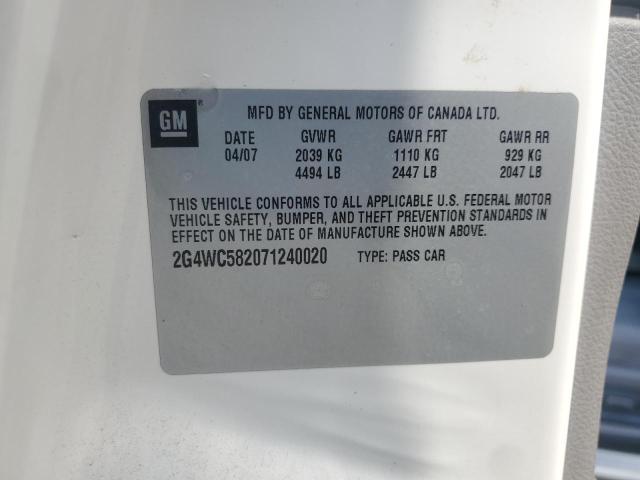 GM ®
MFD BY GENERAL MOTORS OF CANADA LTD.
DATE GVWR GAWR FRT GAWR RR
04/07 2039 KG 1110 KG 929 KG
4494 LB 2447 LB 2047 LB
THIS VEHICLE CONFORMS TO ALL APPLICABLE U.S. FEDERAL MOTOR
VEHICLE SAFETY, BUMPER, AND THEFT PREVENTION STANDARDS IN
EFFECT ON THE DATE OF MANUFACTURE SHOWN ABOVE.
2G4WC582071240020 TYPE: PASS CAR